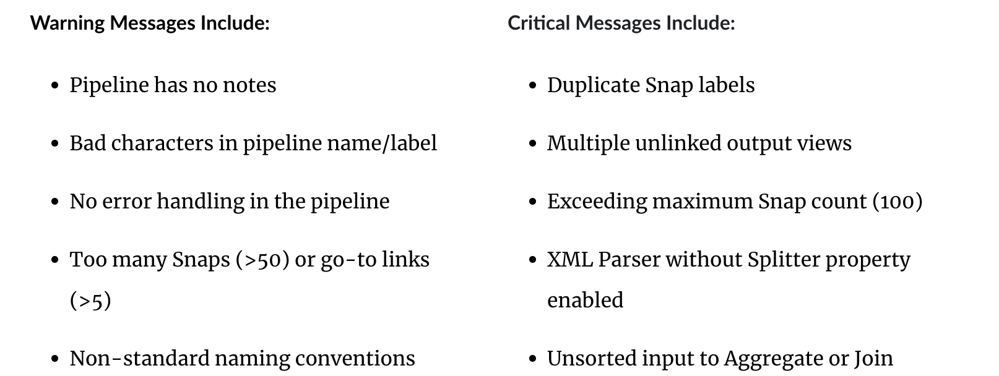 Warning Messages Include:
Pipeline has no notes
Bad characters in pipeline name/label
No error handling in the pipeline
Too many Snaps (>50) or go-to links
(>5)
Non-standard naming conventions
Critical Messages Include:
Duplicate Snap labels
Multiple unlinked output views
Exceeding maximum Snap count (100)
XML Parser without Splitter property
enabled
Unsorted input to Aggregate or Join